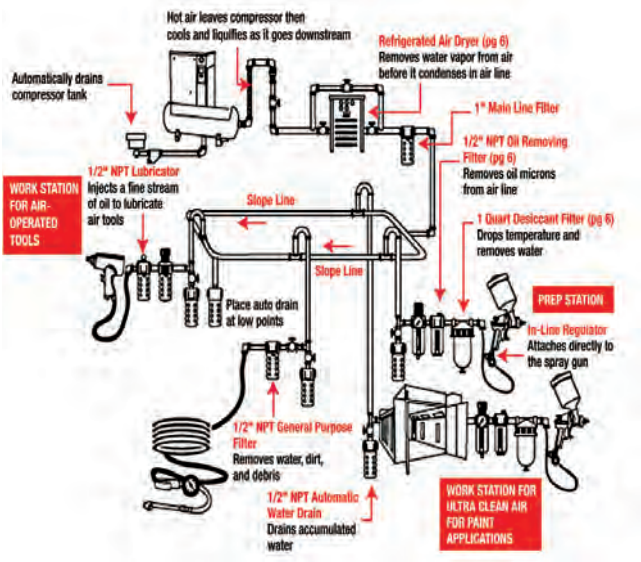 Hot air leaves compressor then
cools and liquifies as it goes downstream
Refrigerated Air Dryer (pg 6)
Removes water vapor from air
before it condenses in air line
Automatically drains
compressor tank
1" Main Line Filter
1/2" NPT Oil Removing
Filter (pg 6)
Removes oil microns
from air line
1/2" NPT Lubricator
Injects a fine stream
of oil to lubricate
air tools
WORK STATION
FOR AIR-
OPERATED
TOOLS
Slope Line
1 Quart Desiccant Filter (pg 6)
Drops temperature and
removes water
Slope Line
PREP STATION
Place auto drain
at low points
In-Line Regulator
Attaches directly to
the spray gun
1/2" NPT General Purpose
Filter
Removes water, dirt,
and debris
1/2" NPT Automatic
Water Drain
Drains accumulated
water
WORK STATION FOR
ULTRA CLEAN AIR
FOR PAINT
APPLICATIONS